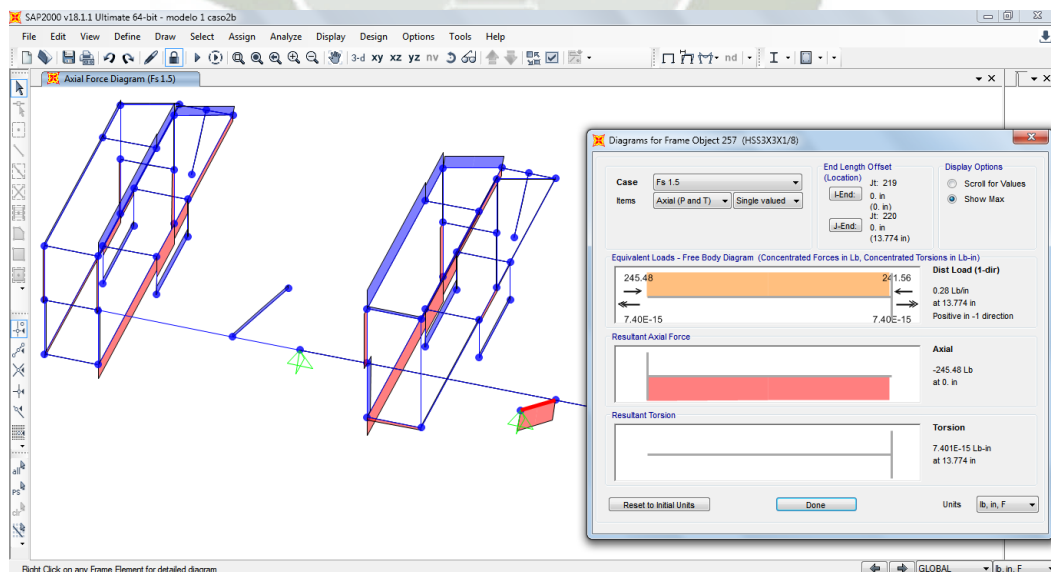 SAP2000 v18.1.1 Ultimate 64-bit - modelo 1 caso2b
File Edit View Define Draw Select Assign Analyze Display Design Options Tools Help
3-d xy xz yz nv
nd
Axial Force Diagram (Fs 1.5)
Diagrams for Frame Object 257 (HSS3X3X1/8)
Case
Fs 1.5
Items
Axial (P and T)
Single valued
End Length Offset
(Location)
I-End:
Jt: 219
0. in
(0. in)
J-End:
Jt: 220
0. in
(13.774 in)
Display Options
Scroll for Values
Show Max
Equivalent Loads - Free Body Diagram (Concentrated Forces in Lb, Concentrated Torsions in Lb-in)
245.48
241.56
7.40E-15
7.40E-15
Dist Load (1-dir)
0.28 Lb/in
at 13.774 in
Positive in -1 direction
Resultant Axial Force
Axial
-245.48 Lb
at 0. in
Resultant Torsion
Torsion
7.401E-15 Lb-in
at 13.774 in
Reset to Initial Units
Done
Units
lb, in, F
all
PS
clr
Right Click on any Frame Element for detailed diagram
GLOBAL
lb, in, F